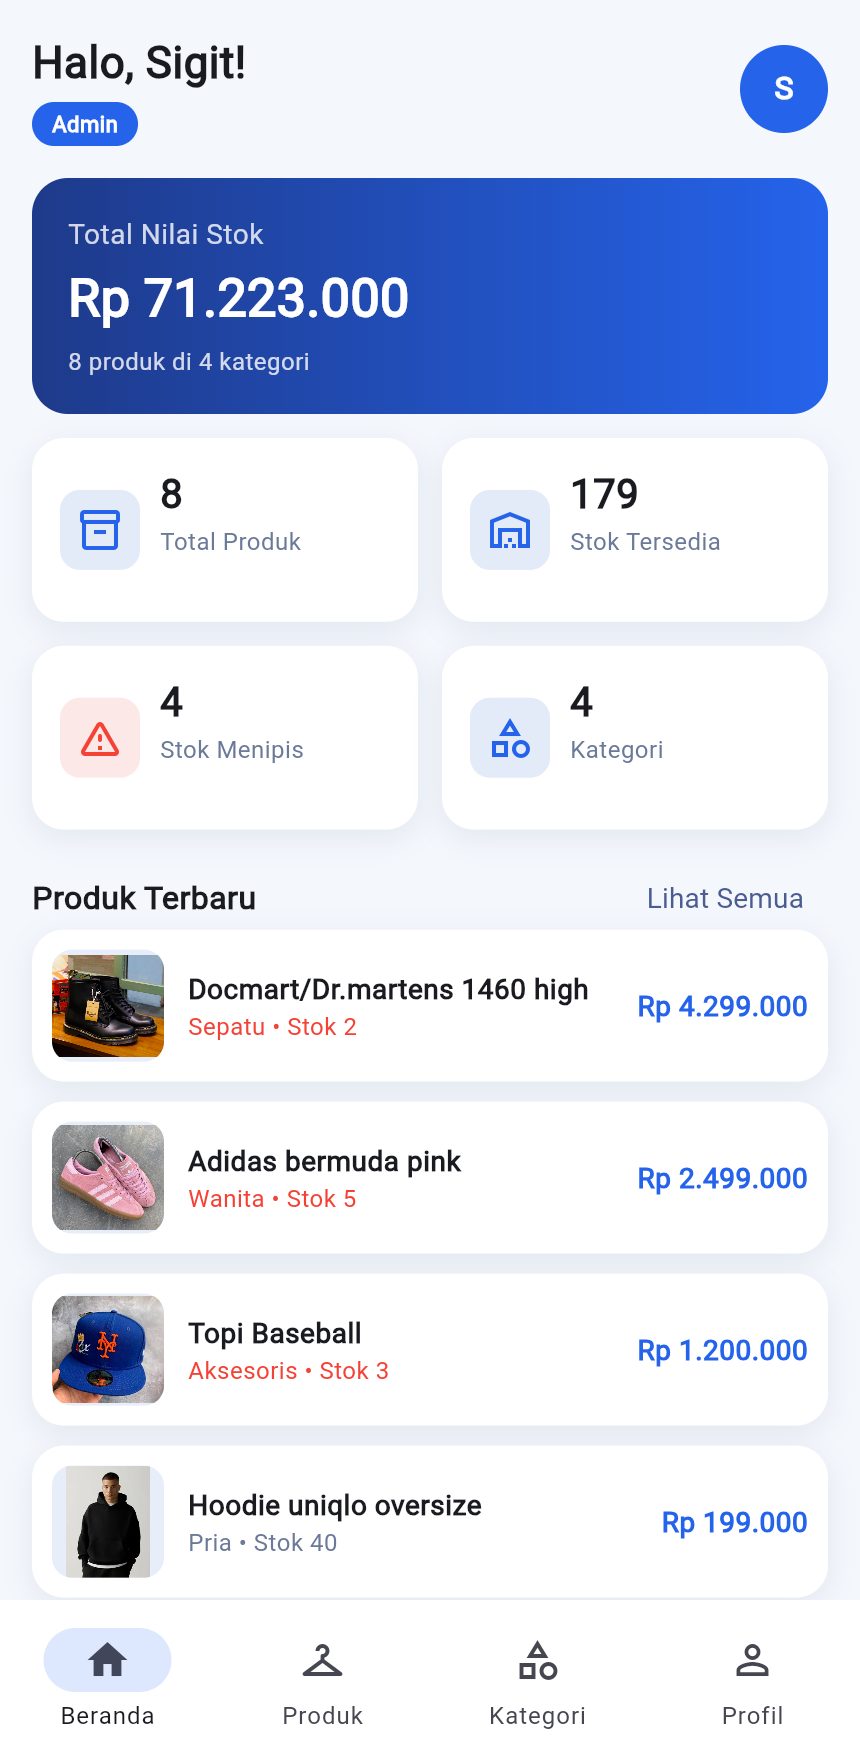 Halo, Sigit!
Admin
S
Total Nilai Stok
Rp 71.223.000
8 produk di 4 kategori
8
Total Produk
179
Stok Tersedia
4
Stok Menipis
4
Kategori
Produk Terbaru
Lihat Semua
Docmart/Dr.martens 1460 high
Sepatu • Stok 2
Rp 4.299.000
Adidas bermuda pink
Wanita • Stok 5
Rp 2.499.000
Topi Baseball
Aksesoris • Stok 3
Rp 1.200.000
Hoodie uniqlo oversize
Pria • Stok 40
Rp 199.000
Beranda
Produk
Kategori
Profil